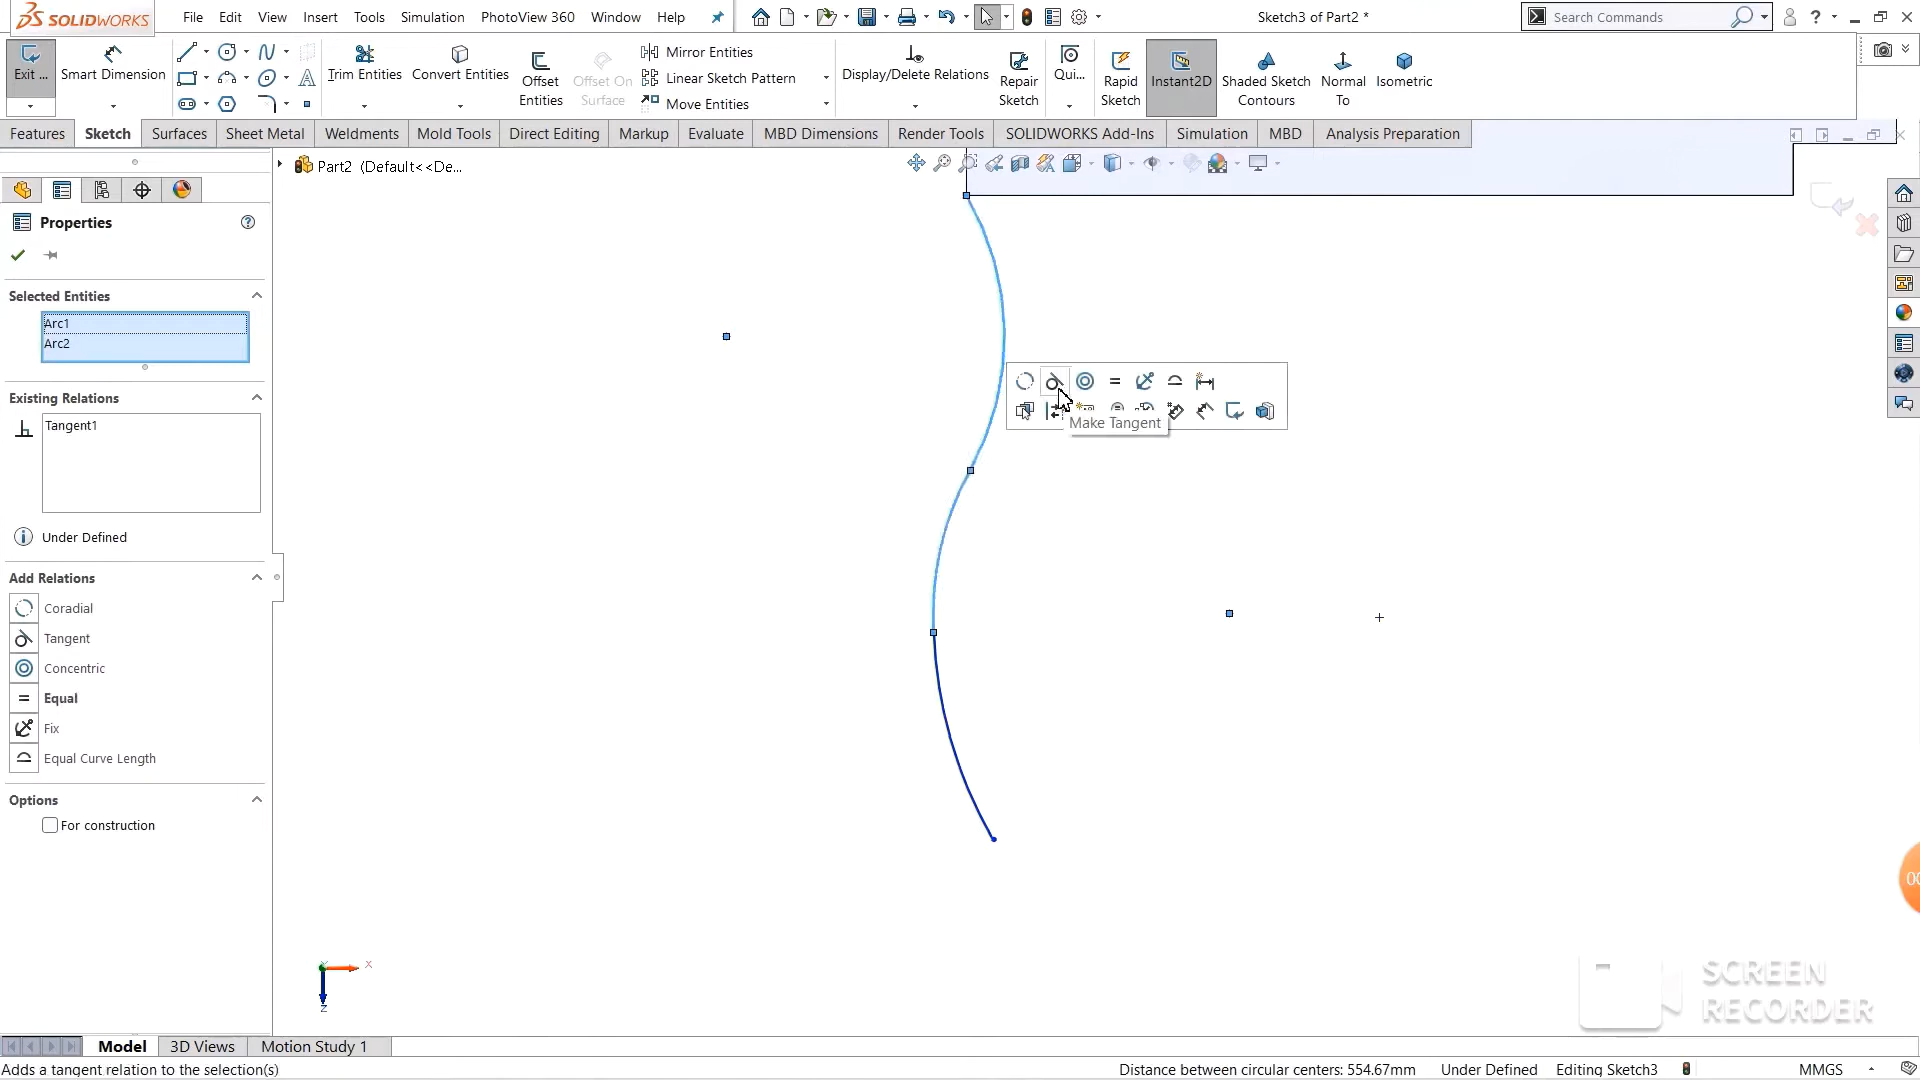 SOLIDWORKS File Edit View Insert Tools Simulation PhotoView 360 Window Help Sketch3 of Part2 * Search Commands
Exit ... Smart Dimension Trim Entities Convert Entities Offset Entities Offset On Surface Mirror Entities Linear Sketch Pattern Move Entities Display/Delete Relations Repair Sketch Qui... Rapid Sketch Instant2D Shaded Sketch Contours Normal To Isometric
Features Sketch Surfaces Sheet Metal Weldments Mold Tools Direct Editing Markup Evaluate MBD Dimensions Render Tools SOLIDWORKS Add-Ins Simulation MBD Analysis Preparation
Part2 (Default<<De...
Properties
Selected Entities
Arc1
Arc2
Existing Relations
Tangent1
Under Defined
Add Relations
Coradial
Tangent
Concentric
Equal
Fix
Equal Curve Length
Options
For construction
Make Tangent
00
X
Z
SCREEN
RECORDER
Model 3D Views Motion Study 1
Adds a tangent relation to the selection(s) Distance between circular centers: 554.67mm Under Defined Editing Sketch3 MMGS